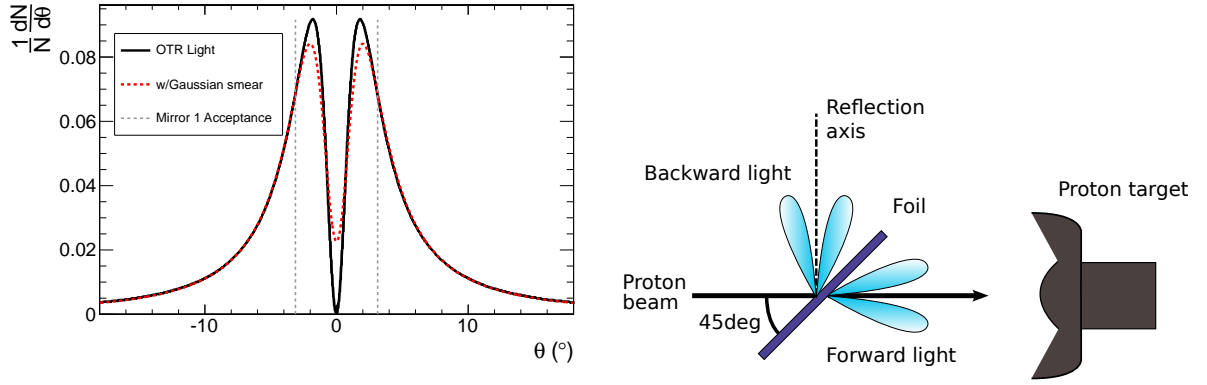 1 dN
N dθ
0.08
0.06
0.04
0.02
0
-10
0
10
θ (°)
OTR Light
w/Gaussian smear
Mirror 1 Acceptance
Reflection
axis
Backward light
Foil
Proton target
Proton
beam
45deg
Forward light